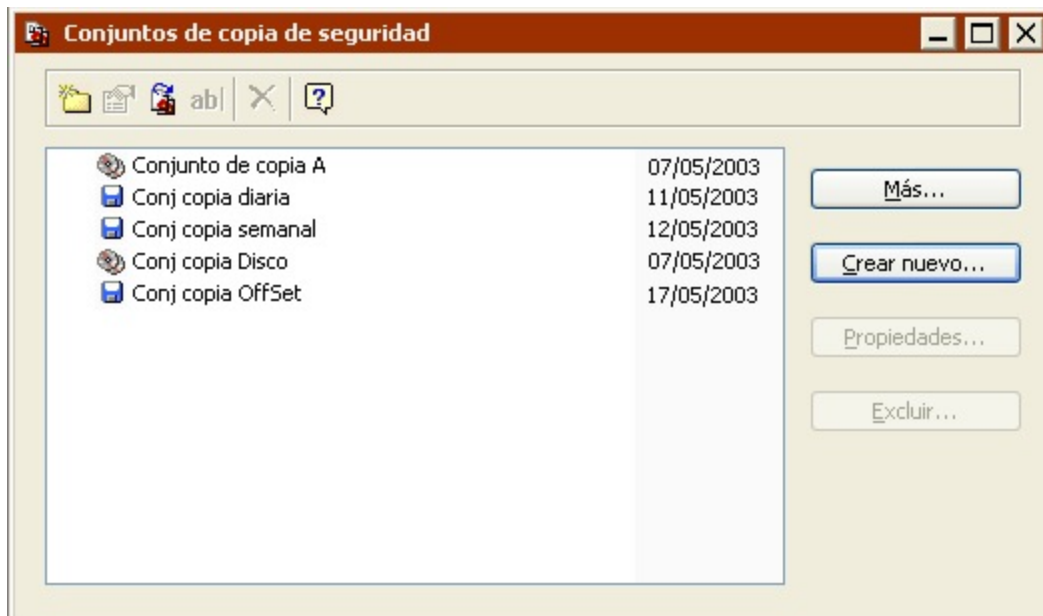 Conjuntos de copia de seguridad
ab|
Conjunto de copia A 07/05/2003
Conj copia diaria 11/05/2003
Conj copia semanal 12/05/2003
Conj copia Disco 07/05/2003
Conj copia OffSet 17/05/2003
Más...
Crear nuevo...
Propiedades...
Excluir...